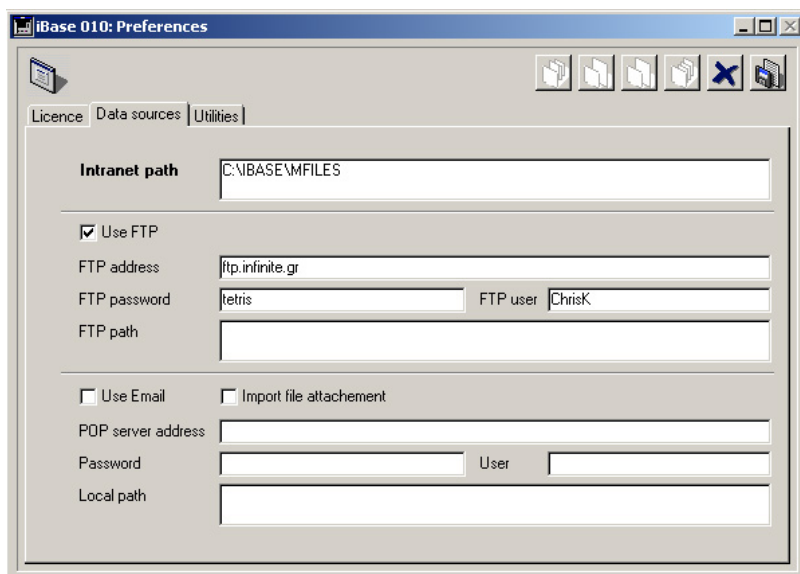 iBase 010: Preferences
Licence Data sources Utilities
Intranet path C:\IBASE\MFILES
Use FTP
FTP address ftp.infinite.gr
FTP password tetris FTP user ChrisK
FTP path
Use Email Import file attachement
POP server address
Password User
Local path